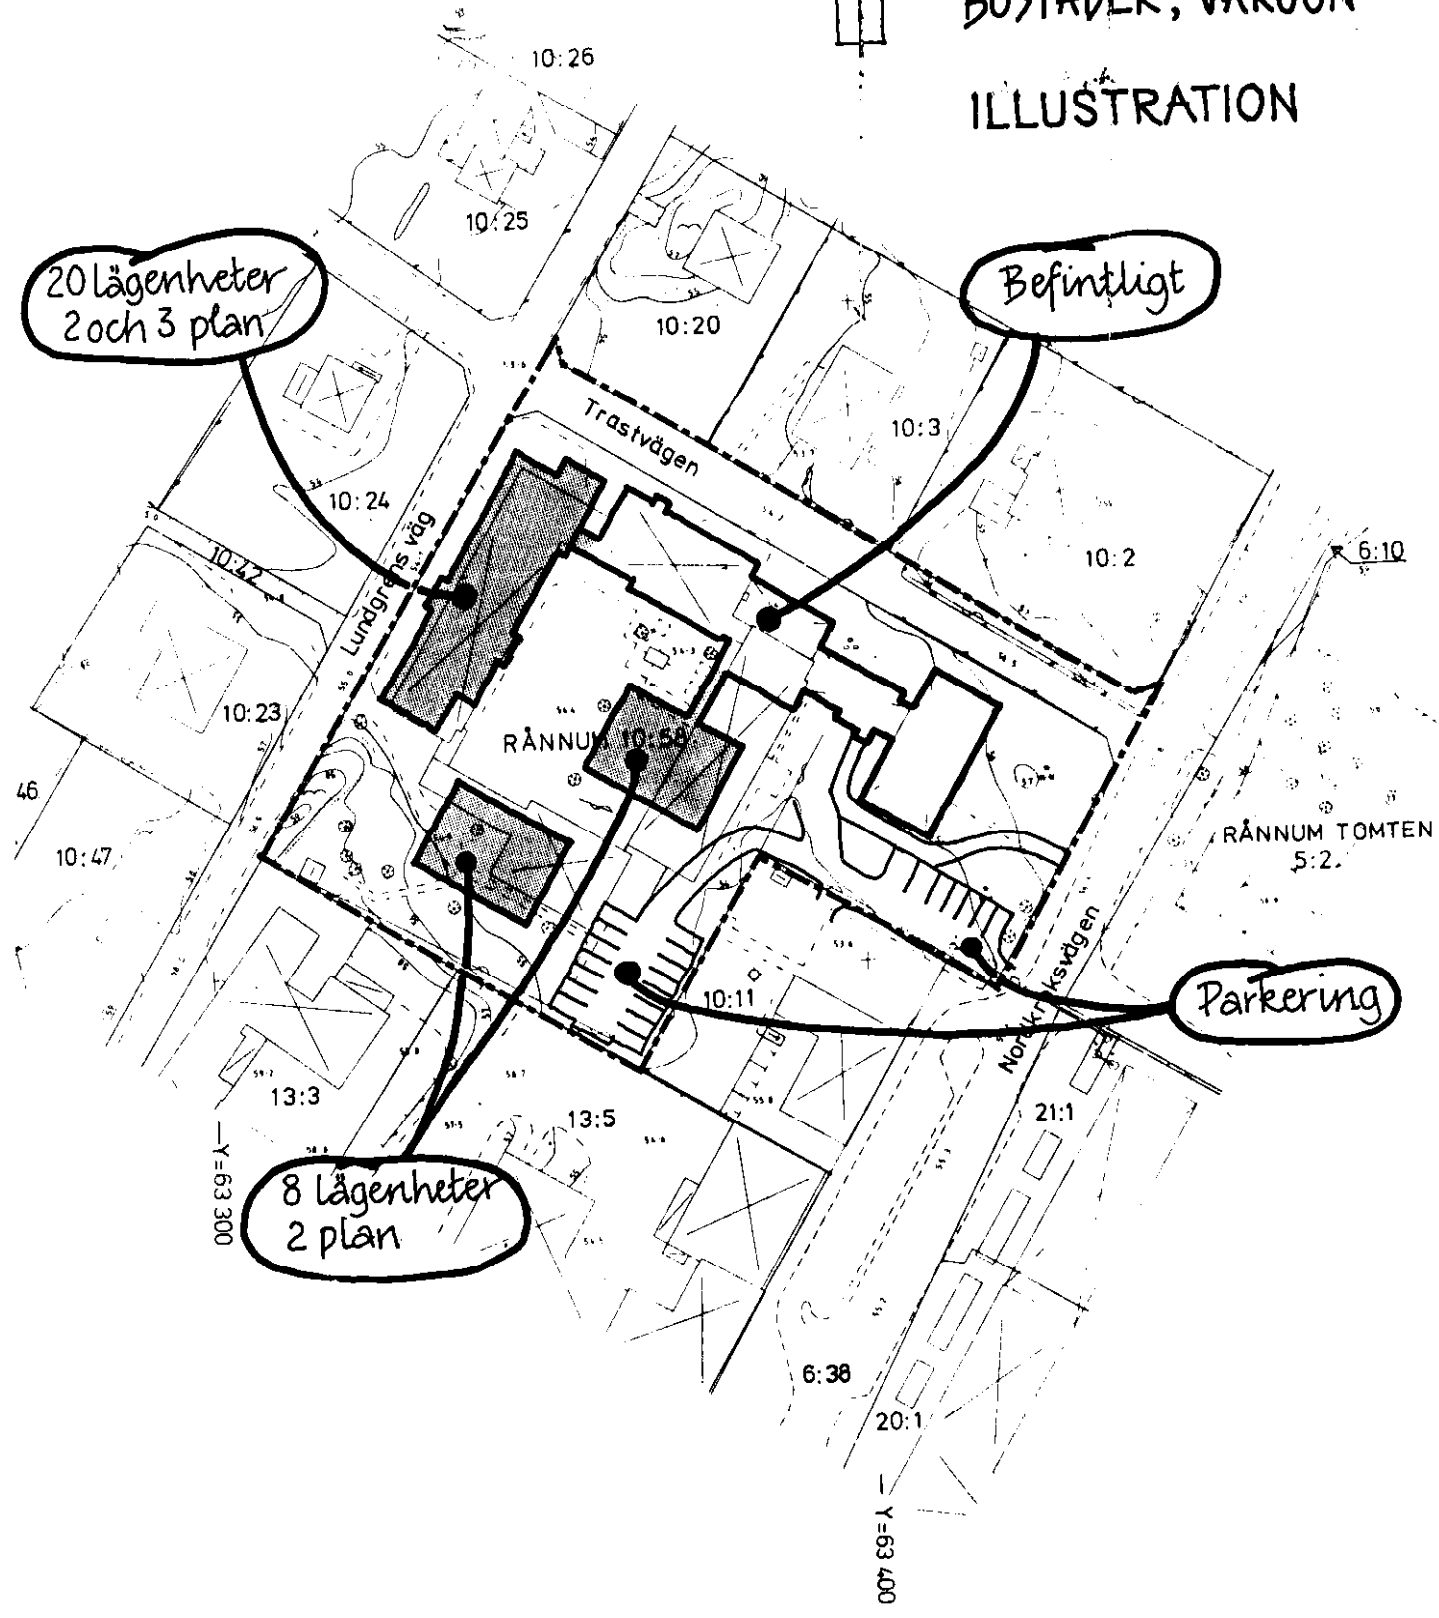 BOSTÄDER, VÅRDÖN
ILLUSTRATION
10:26
10:25
20 lägenheter
2 och 3 plan
Befintligt
10:20
Trastvägen
10:3
10:24
Lundgrens väg
10:42
10:2
6:10
10:23
RÅNNUM 10:58
46
10:47
RÅNNUM TOMTEN
5:2.
10:11
Nordkroksvägen
Parkering
13:3
13:5
21:1
8 lägenheter
2 plan
Y=63 300
6:38
20:1
Y=63 400